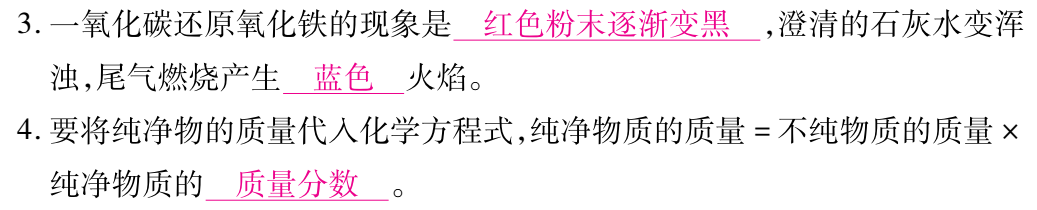 3. 一氧化碳还原氧化铁的现象是 红色粉末逐渐变黑 ,澄清的石灰水变浑
浊,尾气燃烧产生 蓝色 火焰。
4. 要将纯净物的质量代入化学方程式,纯净物质的质量=不纯物质的质量×
纯净物质的 质量分数 。